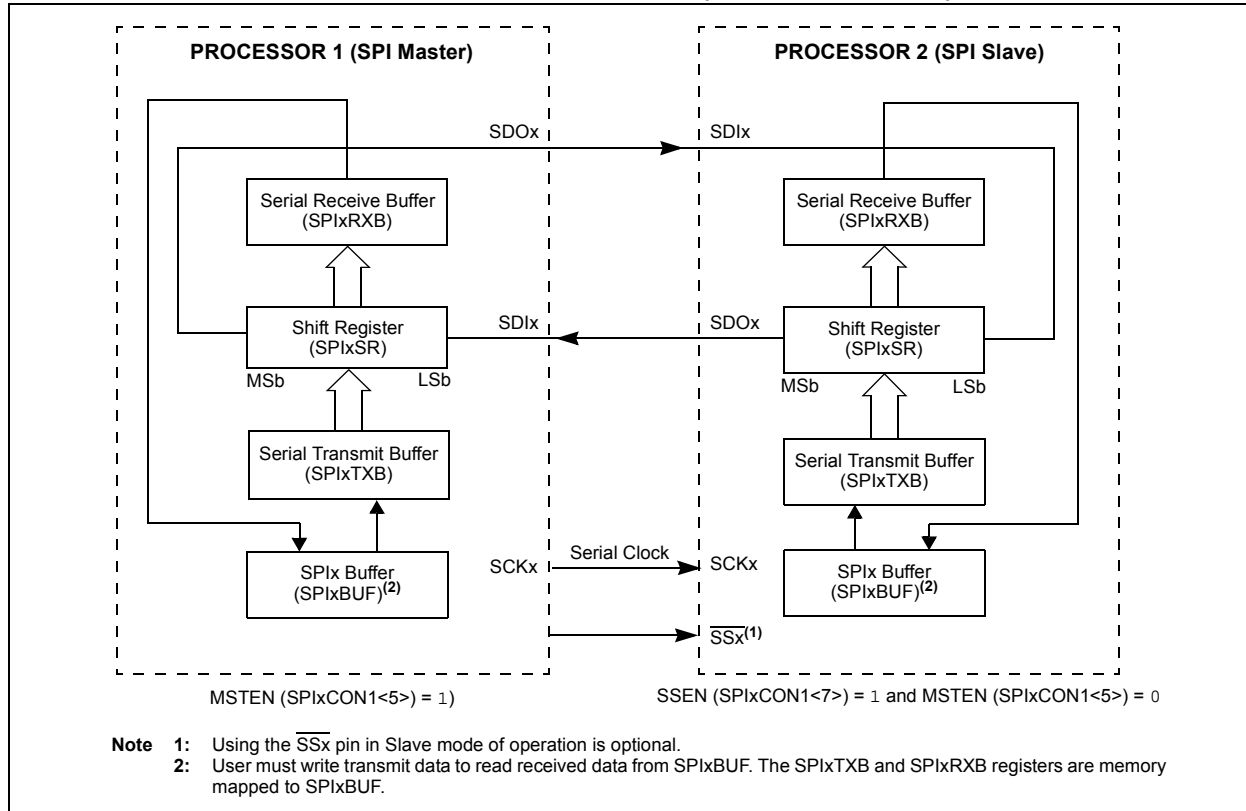 PROCESSOR 1 (SPI Master)
SDOx
Serial Receive Buffer
(SPIxRXB)
Shift Register
(SPIxSR)
SDIx
MSb
LSb
Serial Transmit Buffer
(SPIxTXB)
SPIx Buffer
(SPIxBUF)(2)
SCKx
Serial Clock
PROCESSOR 2 (SPI Slave)
SDIx
Serial Receive Buffer
(SPIxRXB)
SDOx
Shift Register
(SPIxSR)
MSb
LSb
Serial Transmit Buffer
(SPIxTXB)
SCKx
SPIx Buffer
(SPIxBUF)(2)
SSx(1)
MSTEN (SPIxCON1<5>) = 1)
SSEN (SPIxCON1<7>) = 1 and MSTEN (SPIxCON1<5>) = 0
Note 1: Using the SSx pin in Slave mode of operation is optional.
2: User must write transmit data to read received data from SPIxBUF. The SPIxTXB and SPIxRXB registers are memory
mapped to SPIxBUF.